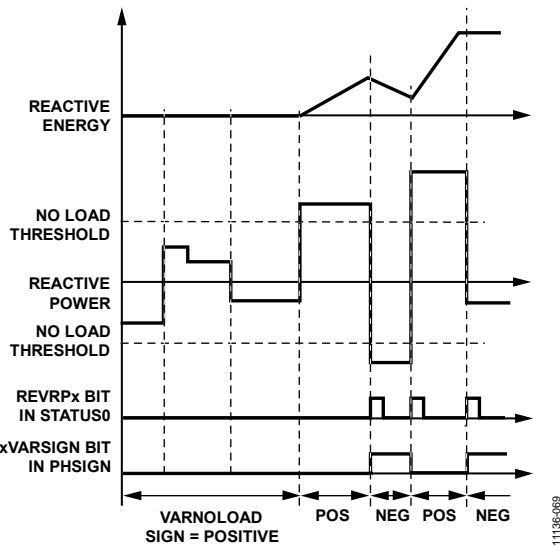 REACTIVE
ENERGY
NO LOAD
THRESHOLD
REACTIVE
POWER
NO LOAD
THRESHOLD
REVRPx BIT
IN STATUS0
xVARSIGN BIT
IN PHSIGN
VARNOLOAD
SIGN = POSITIVE
POS
NEG
POS
NEG
11136-069